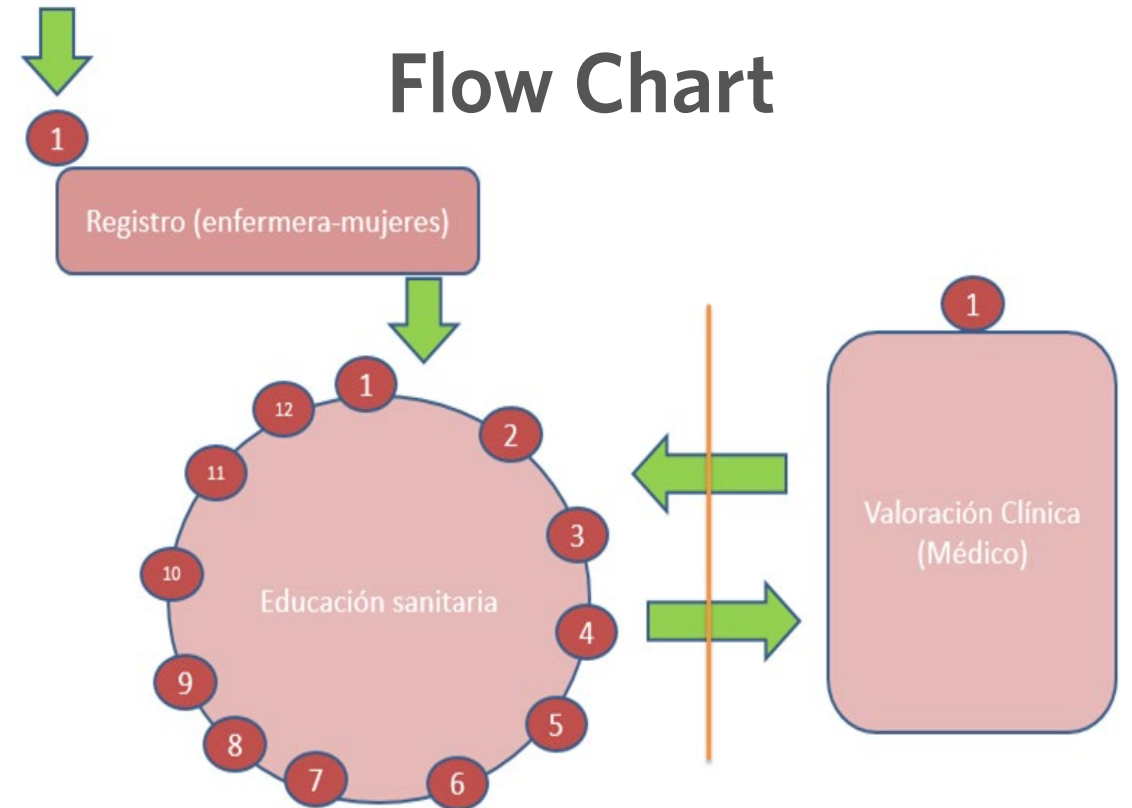 Flow Chart
1
Registro (enfermera-mujeres)
1
1
12
2
11
3
Valoración Clínica
(Médico)
10
Educación sanitaria
4
9
5
8
7
6